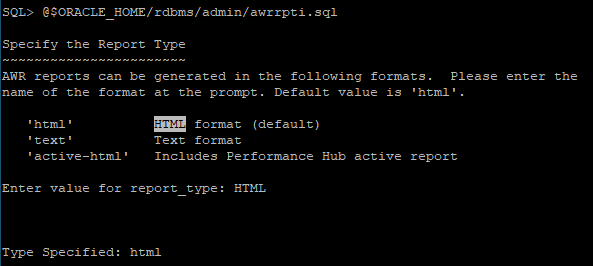 SQL> @$ORACLE_HOME/rdbms/admin/awrrpti.sql
Specify the Report Type
~~~~~~~~~~~~~~~~~~~~~~~
AWR reports can be generated in the following formats.  Please enter the
name of the format at the prompt. Default value is 'html'.
   'html'          HTML format (default)
   'text'          Text format
   'active-html'   Includes Performance Hub active report
Enter value for report_type: HTML
Type Specified: html